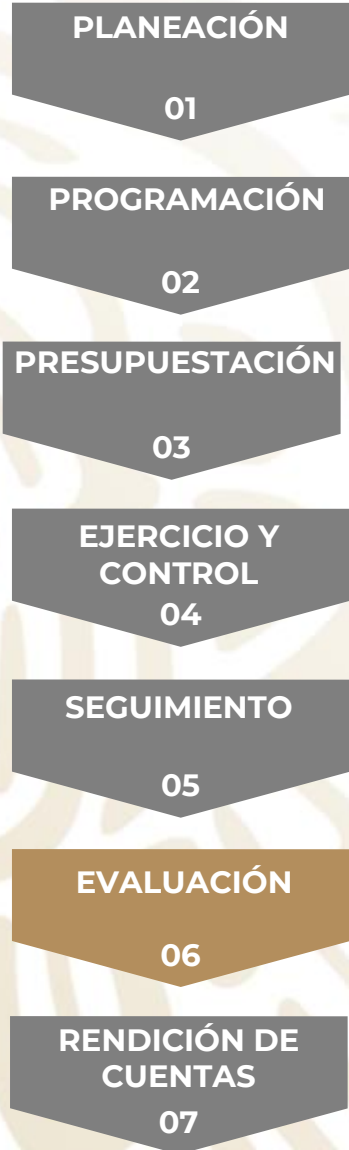 PLANEACIÓN
01
PROGRAMACIÓN
02
PRESUPUESTACIÓN
03
EJERCICIO Y
CONTROL
04
SEGUIMIENTO
05
EVALUACIÓN
06
RENDICIÓN DE
CUENTAS
07